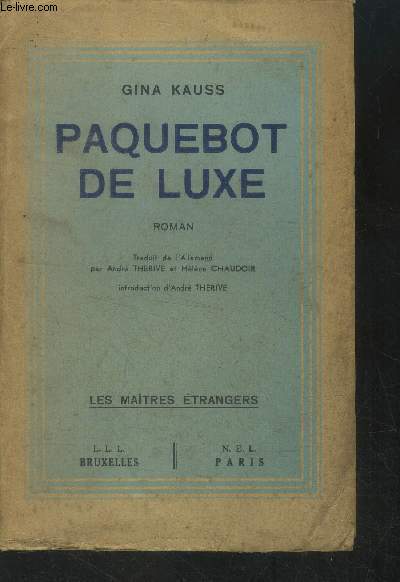 Le-livre.com
GINA KAUSS
PAQUEBOT
DE LUXE
ROMAN
Traduit de l'Allemand
par André THERIVE et Hélène CHAUDOIR
introduction d'André THERIVE
LES MAÎTRES ÉTRANGERS
L. L. L.
BRUXELLES
N. E. L.
PARIS